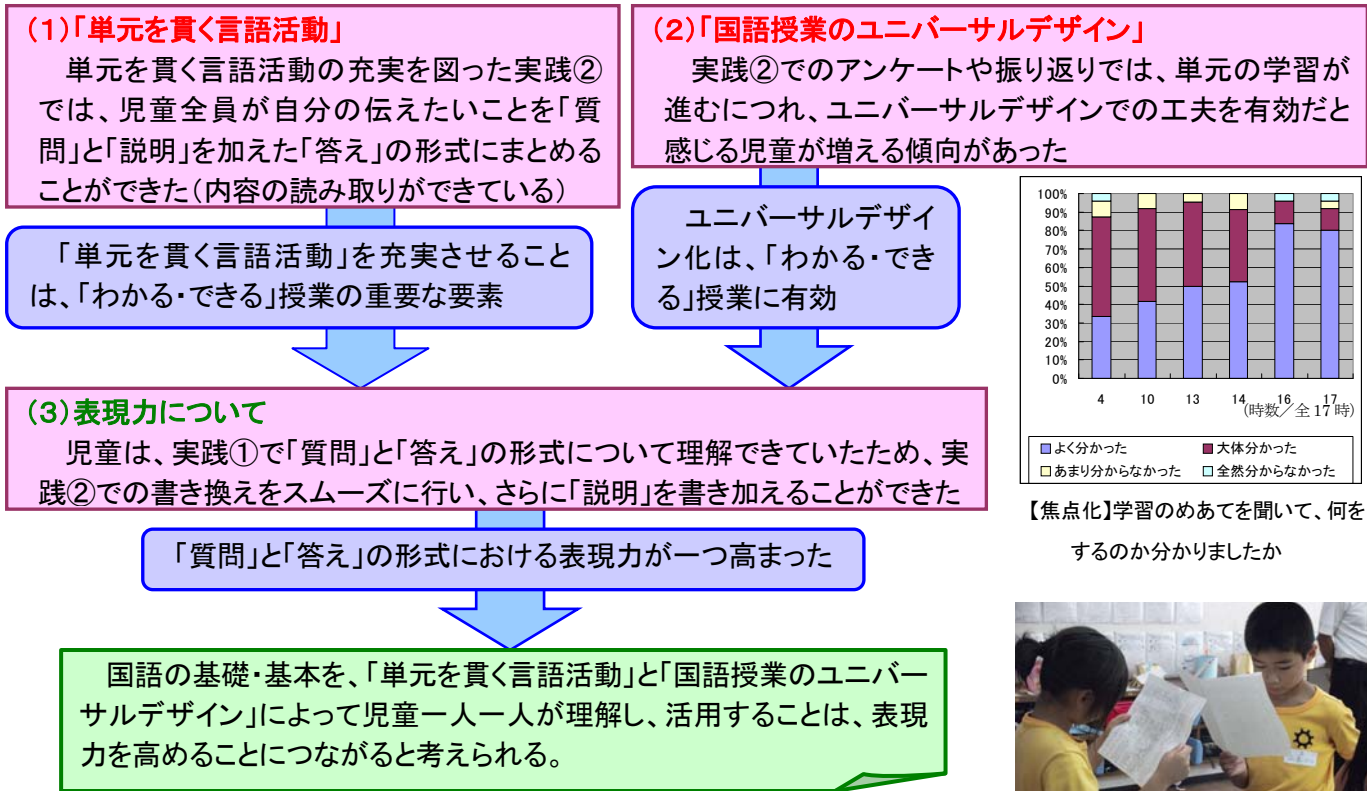 (1)「単元を貫く言語活動」
単元を貫く言語活動の充実を図った実践②
では、児童全員が自分の伝えたいことを「質
問」と「説明」を加えた「答え」の形式にまとめる
ことができた(内容の読み取りができている)
「単元を貫く言語活動」を充実させること
は、「わかる・できる」授業の重要な要素
(2)「国語授業のユニバーサルデザイン」
実践②でのアンケートや振り返りでは、単元の学習が
進むにつれ、ユニバーサルデザインでの工夫を有効だと
感じる児童が増える傾向があった
ユニバーサルデザイ
ン化は、「わかる・でき
る」授業に有効
100%
90%
80%
70%
60%
50%
40%
30%
20%
10%
0%
4 10 13 14 16 17
(時数/全17時)
よく分かった 大体分かった
あまり分からなかった 全然分からなかった
【焦点化】学習のめあてを聞いて、何を
するのか分かりましたか
(3)表現力について
児童は、実践①で「質問」と「答え」の形式について理解できていたため、実
践②での書き換えをスムーズに行い、さらに「説明」を書き加えることができた
「質問」と「答え」の形式における表現力が一つ高まった
国語の基礎・基本を、「単元を貫く言語活動」と「国語授業のユニバー
サルデザイン」によって児童一人一人が理解し、活用することは、表現
力を高めることにつながると考えられる。